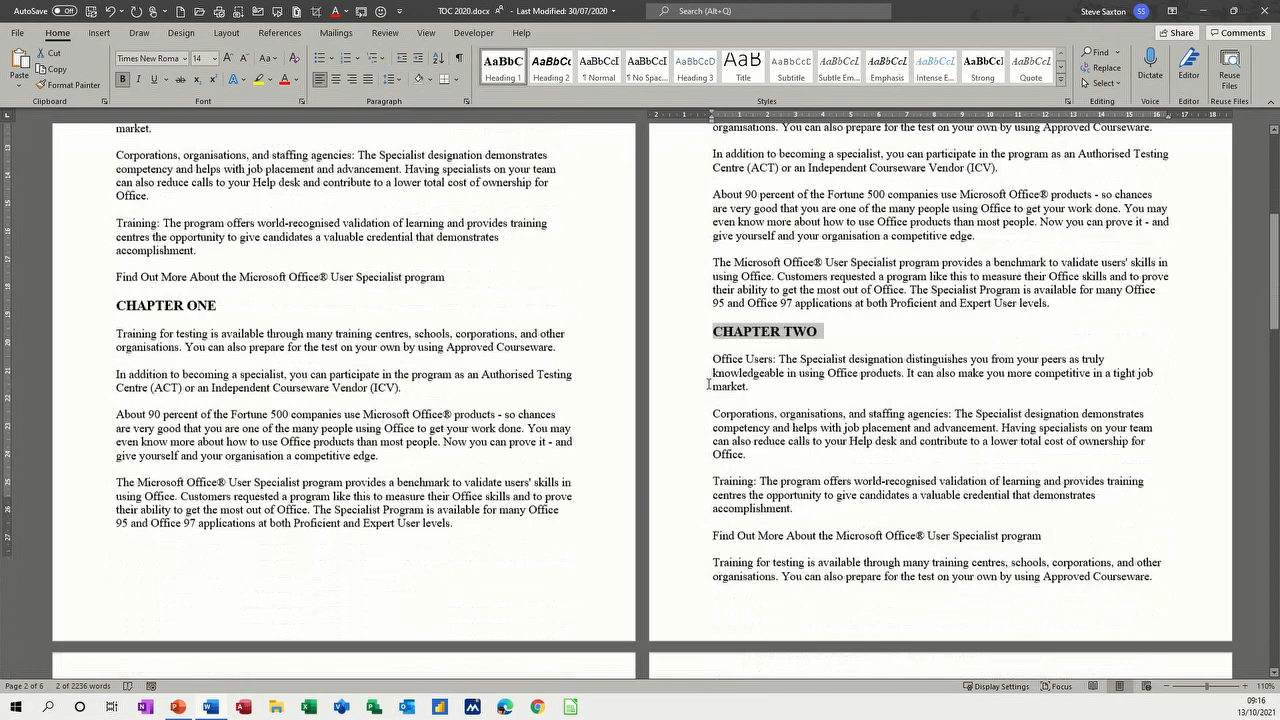 AutoSave Off
TOC 2020.docx - Last Modified: 30/07/2020
Search (Alt+Q)
Steve Saxton SS
File Home Insert Draw Design Layout References Mailings Review View Developer Help
Share Comments
Paste
Cut
Copy
Format Painter
Times New Roma 14
AaBbC Heading 1
AaBbCc Heading 2
AaBbCcI ¶ Normal
AaBbCcI ¶ No Spac...
AaBbCcD Heading 3
AaB Title
AaBbCcD Subtitle
AaBbCcL Subtle Em...
AaBbCcL Emphasis
AaBbCcL Intense E...
AaBbCc Strong
AaBbCcL Quote
Find
Replace
Select
Dictate
Editor
Reuse Files
Clipboard Font Paragraph Styles Editing Voice Editor Reuse Files
market.
Corporations, organisations, and staffing agencies: The Specialist designation demonstrates
competency and helps with job placement and advancement. Having specialists on your team
can also reduce calls to your Help desk and contribute to a lower total cost of ownership for
Office.
Training: The program offers world-recognised validation of learning and provides training
centres the opportunity to give candidates a valuable credential that demonstrates
accomplishment.
Find Out More About the Microsoft Office® User Specialist program
CHAPTER ONE
Training for testing is available through many training centres, schools, corporations, and other
organisations. You can also prepare for the test on your own by using Approved Courseware.
In addition to becoming a specialist, you can participate in the program as an Authorised Testing
Centre (ACT) or an Independent Courseware Vendor (ICV).
About 90 percent of the Fortune 500 companies use Microsoft Office® products - so chances
are very good that you are one of the many people using Office to get your work done. You may
even know more about how to use Office products than most people. Now you can prove it - and
give yourself and your organisation a competitive edge.
The Microsoft Office® User Specialist program provides a benchmark to validate users' skills in
using Office. Customers requested a program like this to measure their Office skills and to prove
their ability to get the most out of Office. The Specialist Program is available for many Office
95 and Office 97 applications at both Proficient and Expert User levels.
organisations. You can also prepare for the test on your own by using Approved Courseware.
In addition to becoming a specialist, you can participate in the program as an Authorised Testing
Centre (ACT) or an Independent Courseware Vendor (ICV).
About 90 percent of the Fortune 500 companies use Microsoft Office® products - so chances
are very good that you are one of the many people using Office to get your work done. You may
even know more about how to use Office products than most people. Now you can prove it - and
give yourself and your organisation a competitive edge.
The Microsoft Office® User Specialist program provides a benchmark to validate users' skills in
using Office. Customers requested a program like this to measure their Office skills and to prove
their ability to get the most out of Office. The Specialist Program is available for many Office
95 and Office 97 applications at both Proficient and Expert User levels.
CHAPTER TWO
Office Users: The Specialist designation distinguishes you from your peers as truly
knowledgeable in using Office products. It can also make you more competitive in a tight job
market.
Corporations, organisations, and staffing agencies: The Specialist designation demonstrates
competency and helps with job placement and advancement. Having specialists on your team
can also reduce calls to your Help desk and contribute to a lower total cost of ownership for
Office.
Training: The program offers world-recognised validation of learning and provides training
centres the opportunity to give candidates a valuable credential that demonstrates
accomplishment.
Find Out More About the Microsoft Office® User Specialist program
Training for testing is available through many training centres, schools, corporations, and other
organisations. You can also prepare for the test on your own by using Approved Courseware.
Page 2 of 6 2 of 2236 words
Display Settings Focus 110%
09:16
13/10/2021